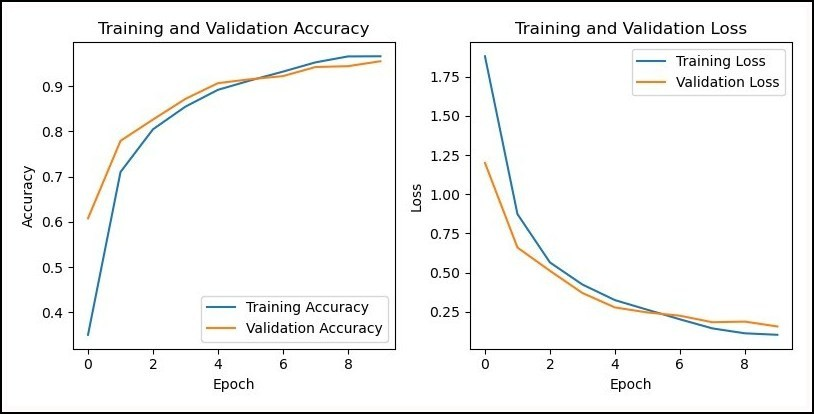 Training and Validation Accuracy
0.9
0.8
0.7
0.6
0.5
0.4
Accuracy
Training Accuracy
Validation Accuracy
0 2 4 6 8
Epoch
Training and Validation Loss
Training Loss
Validation Loss
1.75
1.50
1.25
1.00
0.75
0.50
0.25
Loss
0 2 4 6 8
Epoch